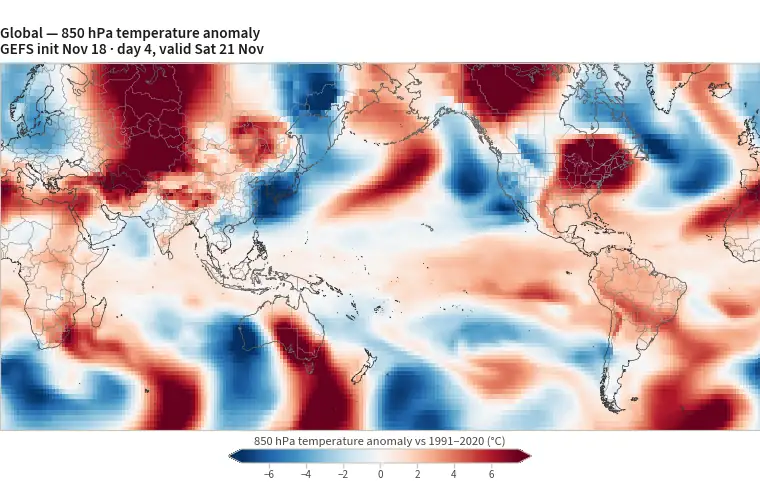 Global — 850 hPa temperature anomaly
GEFS init Nov 18 · day 4, valid Sat 21 Nov
850 hPa temperature anomaly vs 1991–2020 (°C)
−6 −4 −2 0 2 4 6